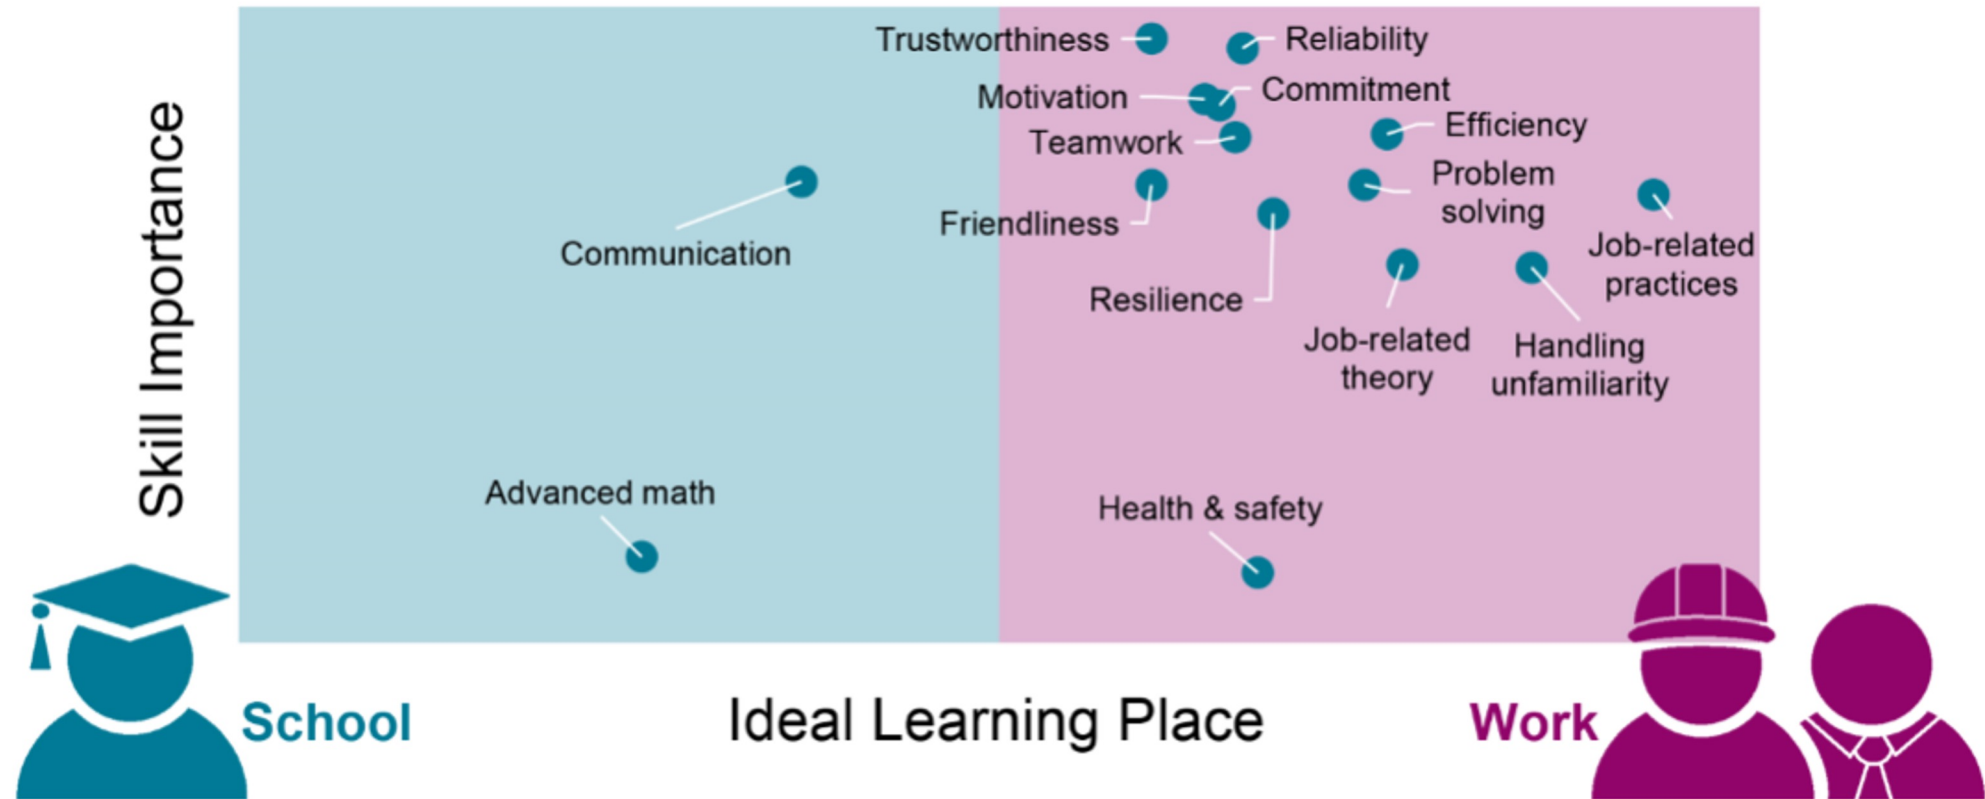 Skill Importance
Trustworthiness
Reliability
Motivation
Commitment
Teamwork
Efficiency
Communication
Friendliness
Problem
solving
Resilience
Job-related
practices
Job-related
theory
Handling
unfamiliarity
Advanced math
Health & safety
School
Ideal Learning Place
Work